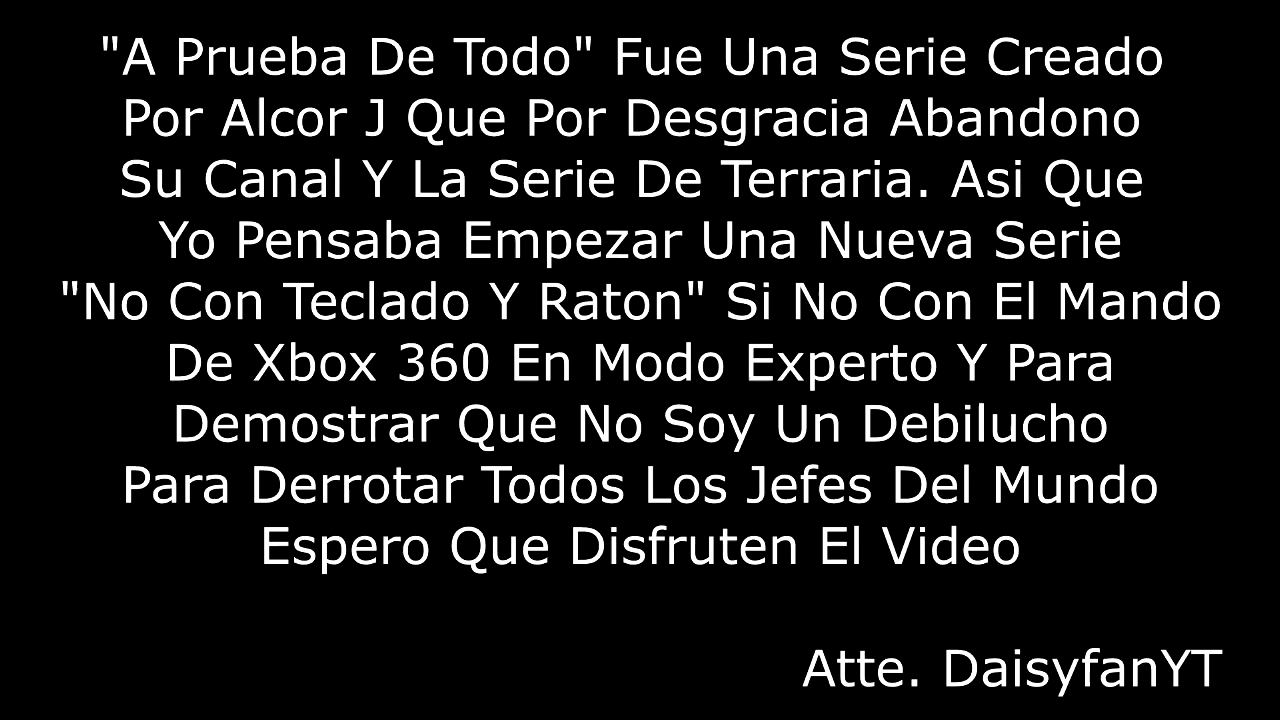 "A Prueba De Todo" Fue Una Serie Creado
Por Alcor J Que Por Desgracia Abandono
Su Canal Y La Serie De Terraria. Asi Que
Yo Pensaba Empezar Una Nueva Serie
"No Con Teclado Y Raton" Si No Con El Mando
De Xbox 360 En Modo Experto Y Para
Demostrar Que No Soy Un Debilucho
Para Derrotar Todos Los Jefes Del Mundo
Espero Que Disfruten El Video
Atte. DaisyfanYT